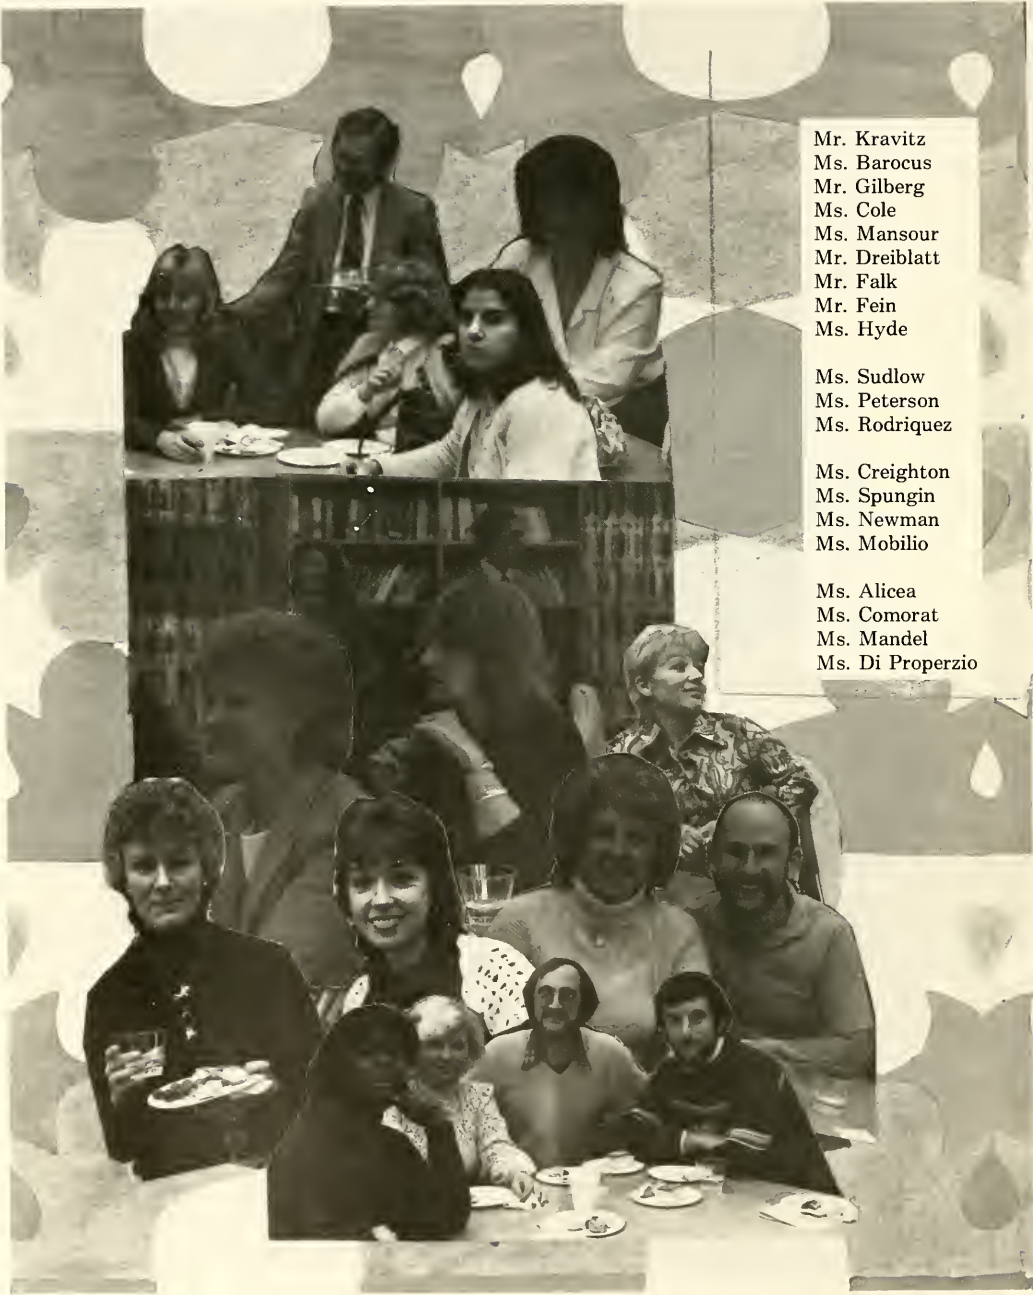 Mr. Kravitz
Ms. Barocus
Mr. Gilberg
Ms. Cole
Ms. Mansour
Mr. Dreiblatt
Mr. Falk
Mr. Fein
Ms. Hyde
Ms. Sudlow
Ms. Peterson
Ms. Rodriquez
Ms. Creighton
Ms. Spungin
Ms. Newman
Ms. Mobilio
Ms. Alicea
Ms. Comorat
Ms. Mandel
Ms. Di Properzio